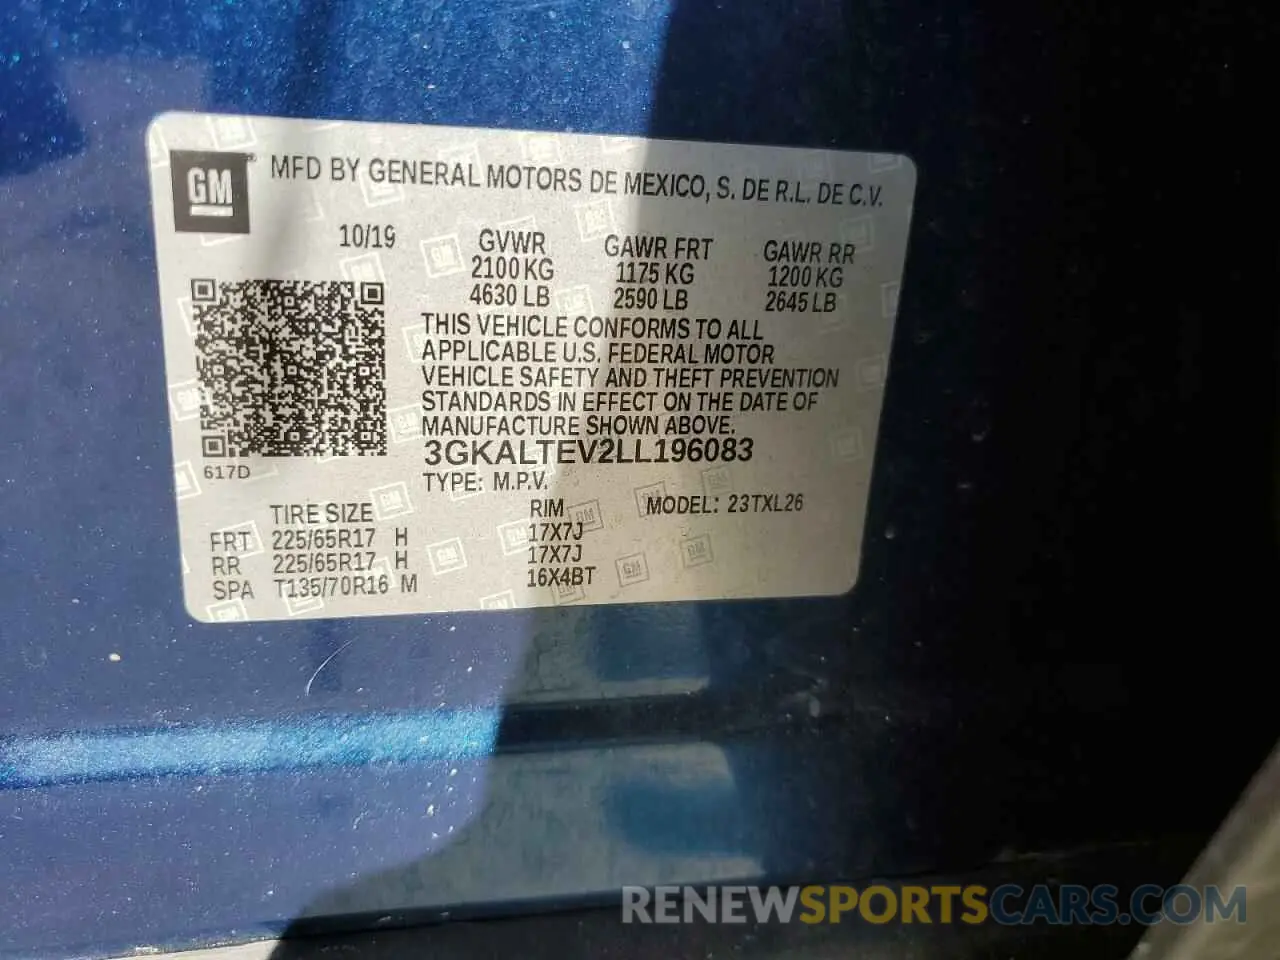 GM ® MFD BY GENERAL MOTORS DE MEXICO, S. DE R.L. DE C.V.
10/19 GVWR GAWR FRT GAWR RR
2100 KG 1175 KG 1200 KG
4630 LB 2590 LB 2645 LB
THIS VEHICLE CONFORMS TO ALL
APPLICABLE U.S. FEDERAL MOTOR
VEHICLE SAFETY AND THEFT PREVENTION
STANDARDS IN EFFECT ON THE DATE OF
MANUFACTURE SHOWN ABOVE.
3GKALTEV2LL196083
617D TYPE: M.P.V.
TIRE SIZE RIM MODEL: 23TXL26
FRT 225/65R17 H 17X7J
RR 225/65R17 H 17X7J
SPA T135/70R16 M 16X4BT
RENEWSPORTSCARS.COM